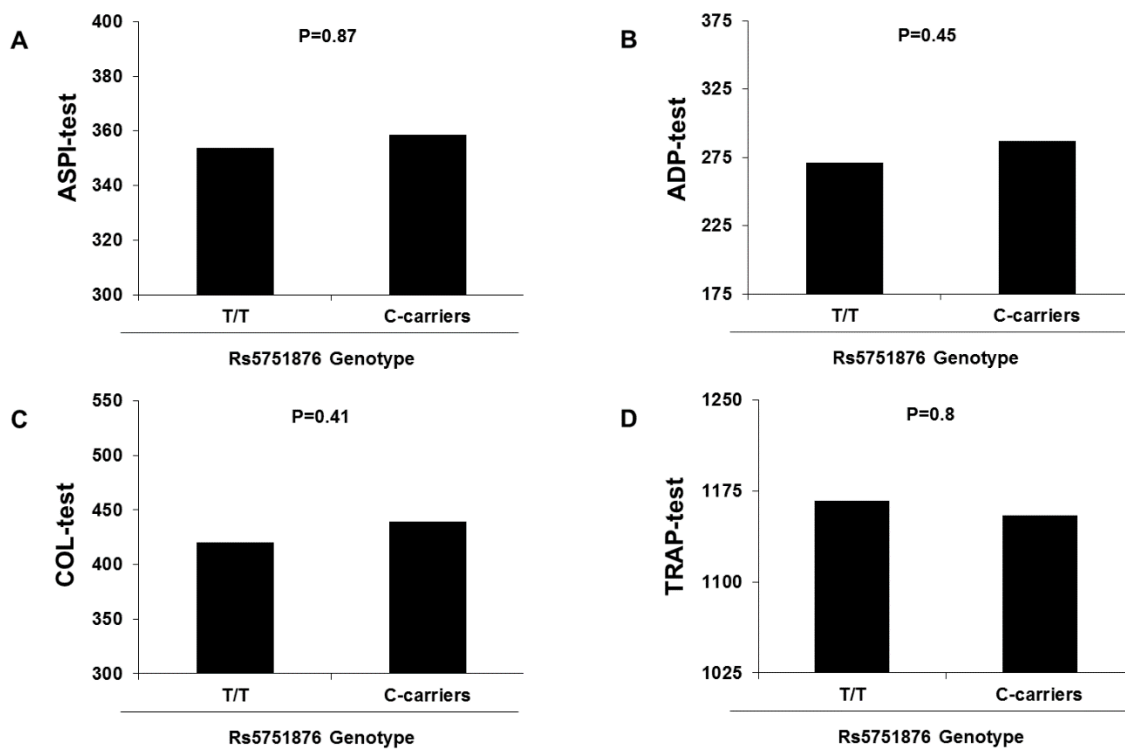 A
P=0.87
ASPI-test
400
380
360
340
320
300
T/T C-carriers
Rs5751876 Genotype
B
P=0.45
ADP-test
375
325
275
225
175
T/T C-carriers
Rs5751876 Genotype
C
P=0.41
COL-test
550
500
450
400
350
300
T/T C-carriers
Rs5751876 Genotype
D
P=0.8
TRAP-test
1250
1175
1100
1025
T/T C-carriers
Rs5751876 Genotype